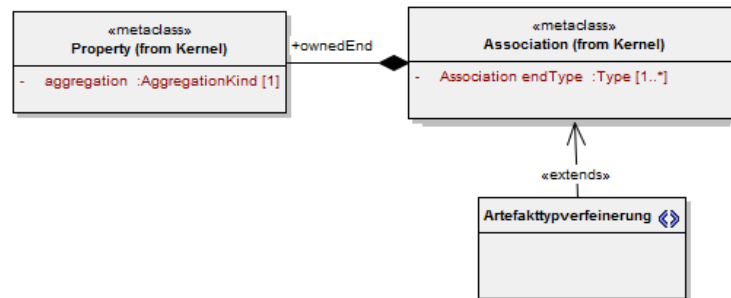 «metaclass»
Property (from Kernel)
- aggregation :AggregationKind [1]
+ownedEnd
«metaclass»
Association (from Kernel)
- Association endType :Type [1..*]
«extends»
Artefakttypverfeinerung